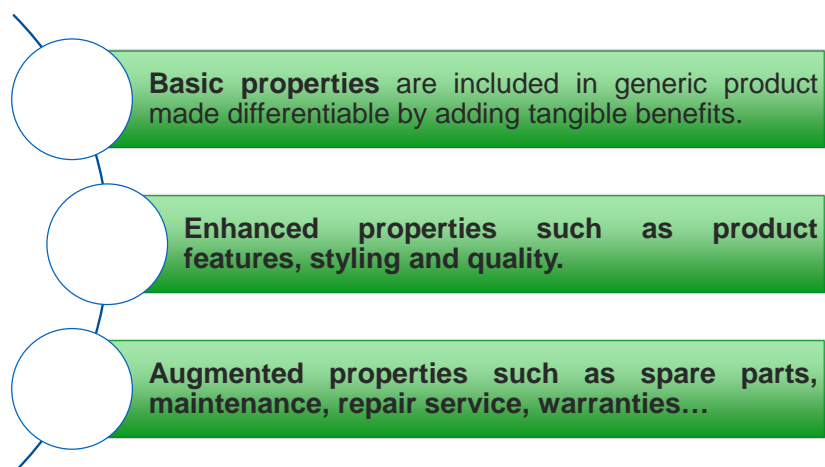 Basic properties are included in generic product
made differentiable by adding tangible benefits.
Enhanced properties such as product
features, styling and quality.
Augmented properties such as spare parts,
maintenance, repair service, warranties…